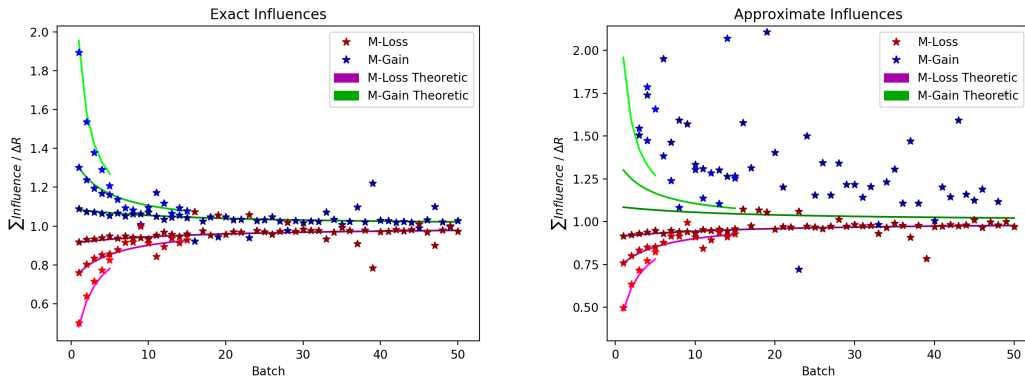 Exact Influences
M-Loss
M-Gain
M-Loss Theoretic
M-Gain Theoretic
2.0
1.8
1.6
1.4
1.2
1.0
0.8
0.6
∑Influence / ΔR
0
10
20
30
40
50
Batch
Approximate Influences
M-Loss
M-Gain
M-Loss Theoretic
M-Gain Theoretic
2.00
1.75
1.50
1.25
1.00
0.75
0.50
∑Influence / ΔR
0
10
20
30
40
50
Batch